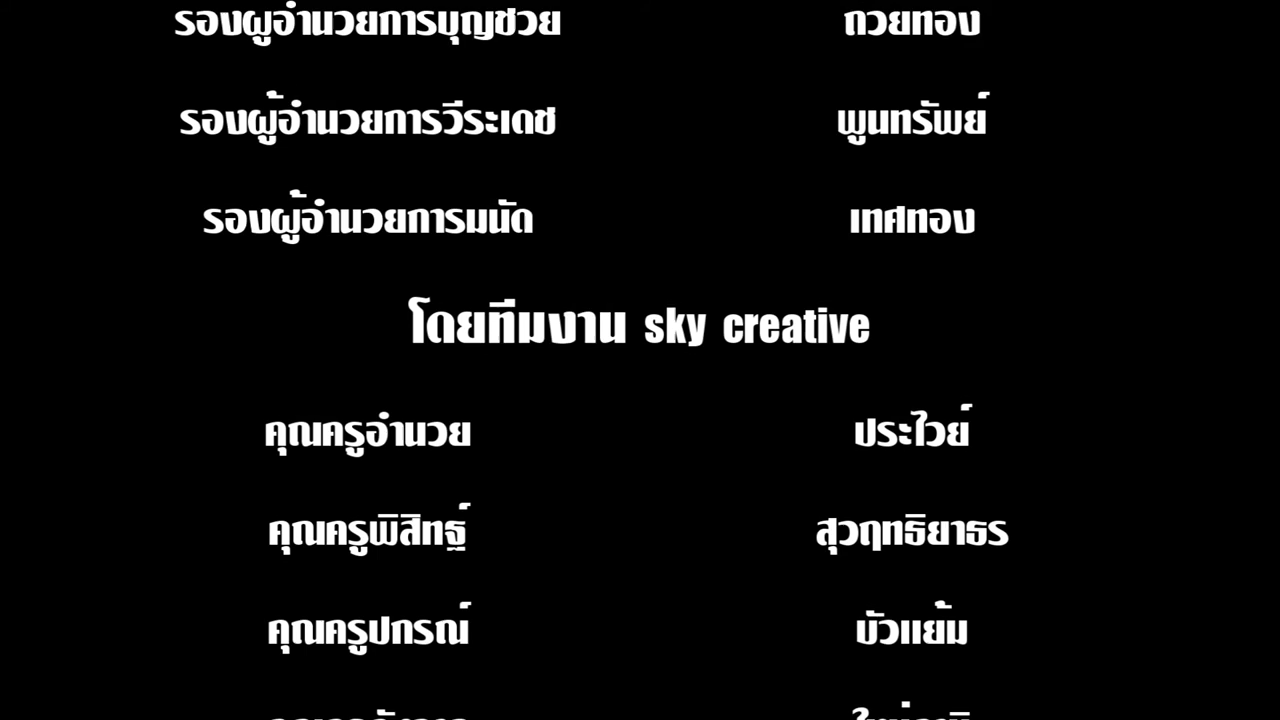 รองผู้อำนวยการบุญช่วย ถวยทอง
รองผู้อำนวยการวีระเดช พูนทรัพย์
รองผู้อำนวยการมนัด เทศทอง
โดยทีมงาน sky creative
คุณครูอำนวย ประไวย์
คุณครูพิสิทฐ์ สุวฤทธิยาธร
คุณครูปกรณ์ บัวแย้ม